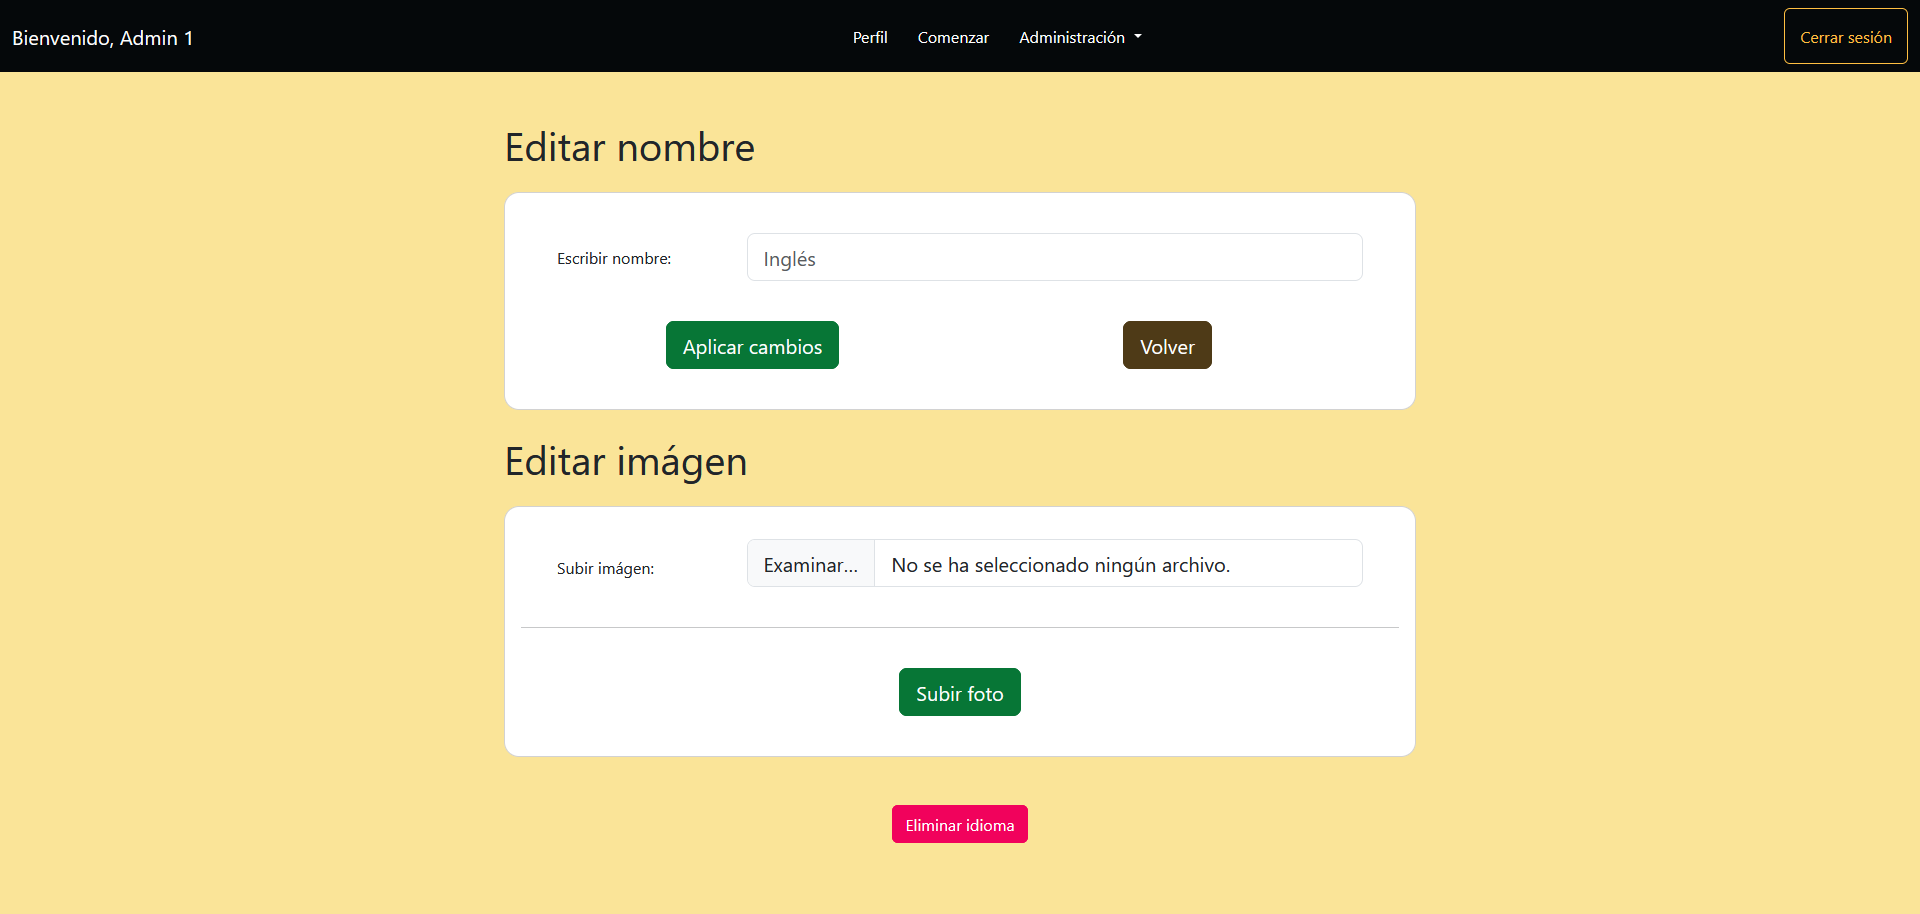 Bienvenido, Admin 1
Perfil
Comenzar
Administración
Cerrar sesión
Editar nombre
Escribir nombre:
Inglés
Aplicar cambios
Volver
Editar imágen
Subir imágen:
Examinar...
No se ha seleccionado ningún archivo.
Subir foto
Eliminar idioma